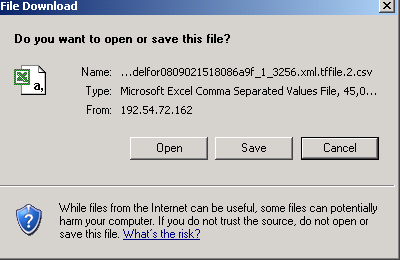 File Download
Do you want to open or save this file?
Name: ...delfor0809021518086a9f_1_3256.xml.tffile.2.csv
Type: Microsoft Excel Comma Separated Values File, 45,0...
From: 192.54.72.162
Open Save Cancel
While files from the Internet can be useful, some files can potentially
harm your computer. If you do not trust the source, do not open or
save this file. What's the risk?